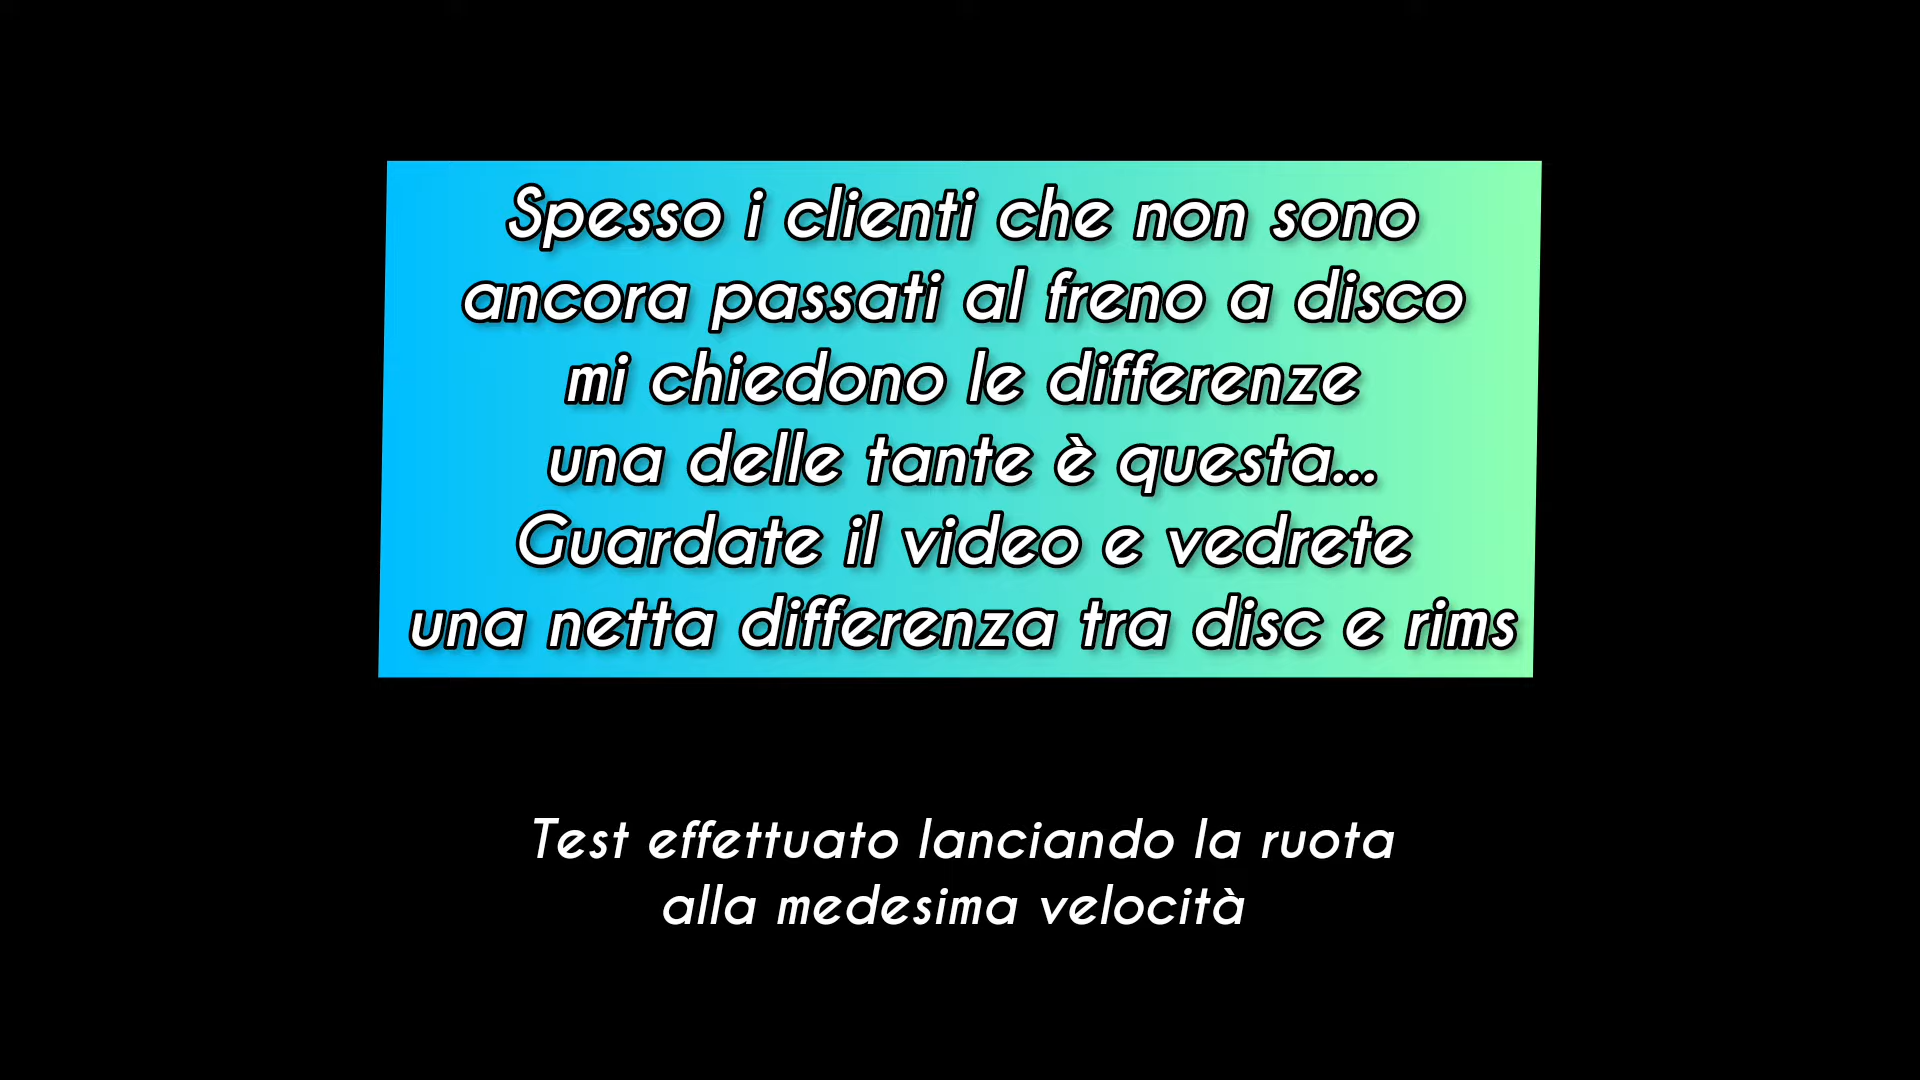 Spesso i clienti che non sono
ancora passati al freno a disco
mi chiedono le differenze
una delle tante è questa...
Guardate il video e vedrete
una netta differenza tra disc e rims
Test effettuato lanciando la ruota
alla medesima velocità